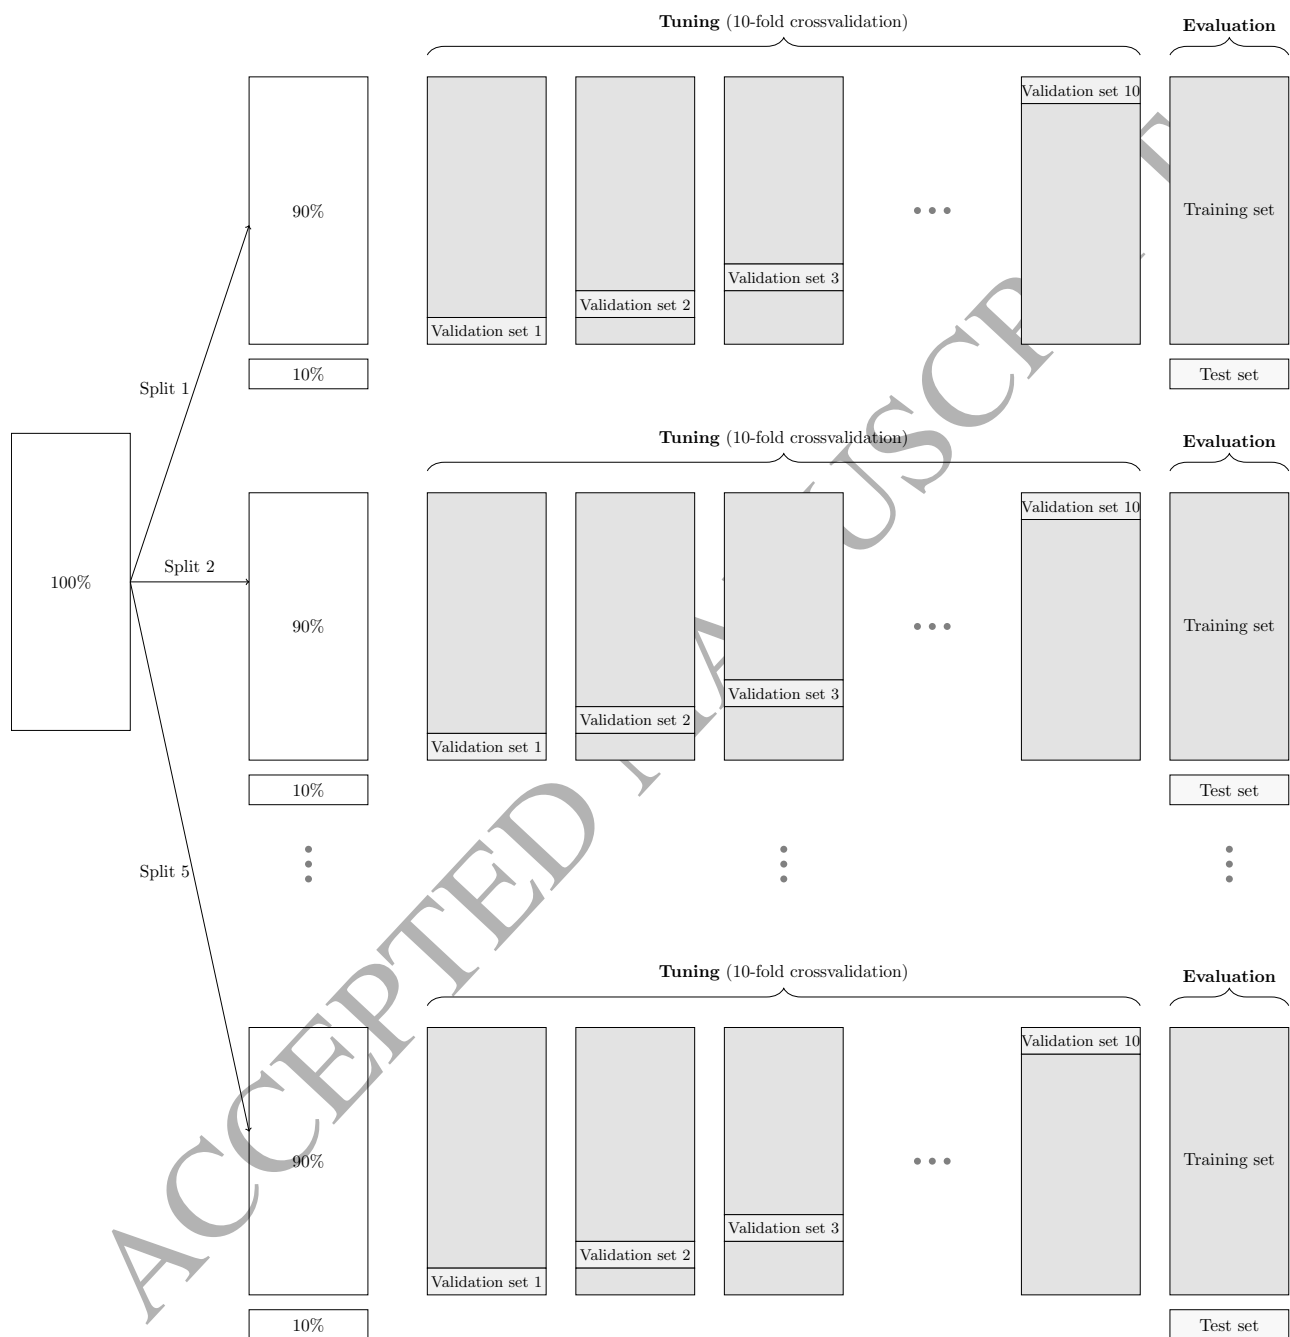 Tuning (10-fold crossvalidation)
Evaluation
Validation set 10
90%
Training set
Validation set 3
Validation set 2
Validation set 1
10%
Test set
Split 1
Tuning (10-fold crossvalidation)
Evaluation
Validation set 10
Split 2
100%
90%
Training set
Validation set 3
Validation set 2
Validation set 1
10%
Test set
Split 5
Tuning (10-fold crossvalidation)
Evaluation
Validation set 10
90%
Training set
Validation set 3
Validation set 2
Validation set 1
10%
Test set
ACCEPTED MANUSCRIPT